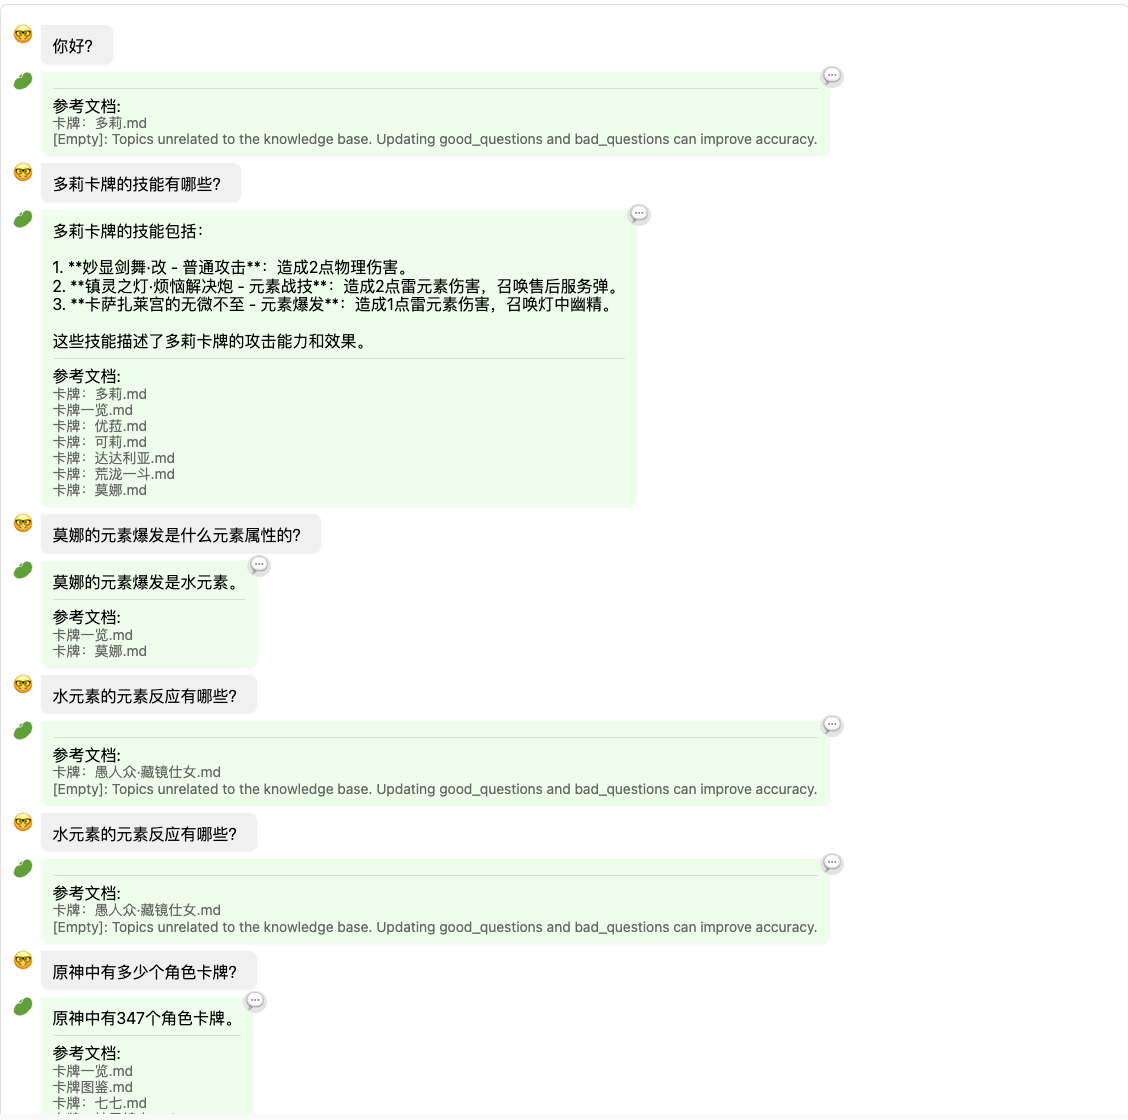 你好?
参考文档:
卡牌：多莉.md
[Empty]: Topics unrelated to the knowledge base. Updating good_questions and bad_questions can improve accuracy.
多莉卡牌的技能有哪些?
多莉卡牌的技能包括：
1. **妙显剑舞·改 - 普通攻击**：造成2点物理伤害。
2. **镇灵之灯·烦恼解决炮 - 元素战技**：造成2点雷元素伤害，召唤售后服务弹。
3. **卡萨扎莱宫的无微不至 - 元素爆发**：造成1点雷元素伤害，召唤灯中幽精。
这些技能描述了多莉卡牌的攻击能力和效果。
参考文档:
卡牌：多莉.md
卡牌一览.md
卡牌：优菈.md
卡牌：可莉.md
卡牌：达达利亚.md
卡牌：荒泷一斗.md
卡牌：莫娜.md
莫娜的元素爆发是什么元素属性的?
莫娜的元素爆发是水元素。
参考文档:
卡牌一览.md
卡牌：莫娜.md
水元素的元素反应有哪些?
参考文档:
卡牌：愚人众·藏镜仕女.md
[Empty]: Topics unrelated to the knowledge base. Updating good_questions and bad_questions can improve accuracy.
水元素的元素反应有哪些?
参考文档:
卡牌：愚人众·藏镜仕女.md
[Empty]: Topics unrelated to the knowledge base. Updating good_questions and bad_questions can improve accuracy.
原神中有多少个角色卡牌?
原神中有347个角色卡牌。
参考文档:
卡牌一览.md
卡牌图鉴.md
卡牌：七七.md